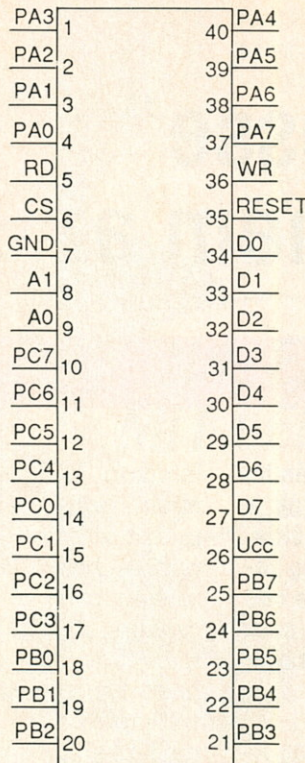 PA3 1 40 PA4
PA2 2 39 PA5
PA1 3 38 PA6
PA0 4 37 PA7
RD 5 36 WR
CS 6 35 RESET
GND 7 34 D0
A1 8 33 D1
A0 9 32 D2
PC7 10 31 D3
PC6 11 30 D4
PC5 12 29 D5
PC4 13 28 D6
PC0 14 27 D7
PC1 15 26 Ucc
PC2 16 25 PB7
PC3 17 24 PB6
PB0 18 23 PB5
PB1 19 22 PB4
PB2 20 21 PB3